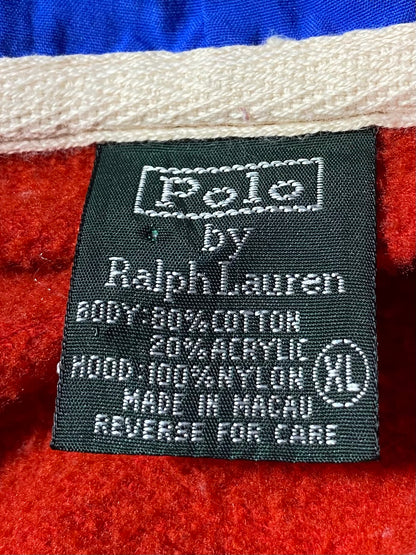 Polo
by
Ralph Lauren
BODY: 80% COTTON
20% ACRYLIC
HOOD: 100% NYLON XL
MADE IN MACAU
REVERSE FOR CARE